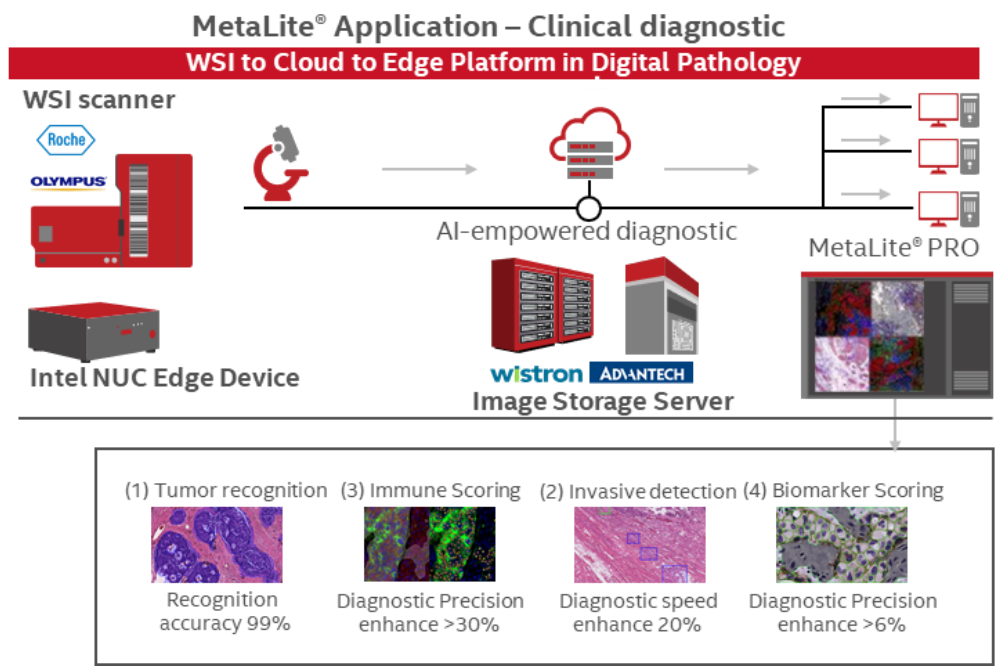 MetaLite® Application – Clinical diagnostic
WSI to Cloud to Edge Platform in Digital Pathology
WSI scanner
Roche
OLYMPUS
AI-empowered diagnostic
MetaLite® PRO
Intel NUC Edge Device
wistron
ADVANTECH
Image Storage Server
(1) Tumor recognition
(3) Immune Scoring
(2) Invasive detection
(4) Biomarker Scoring
Recognition
accuracy 99%
Diagnostic Precision
enhance >30%
Diagnostic speed
enhance 20%
Diagnostic Precision
enhance >6%